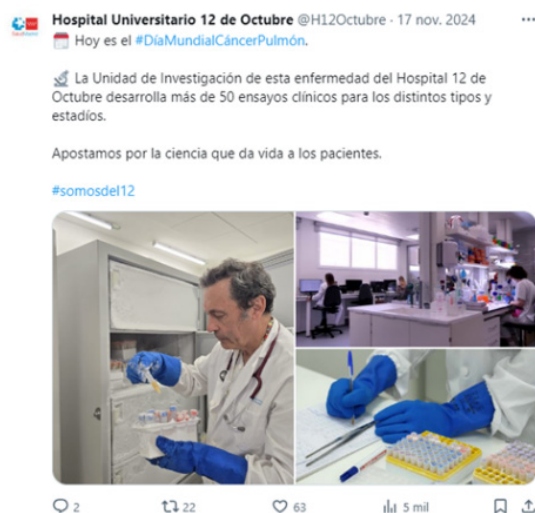 Hospital Universitario 12 de Octubre @H12Octubre · 17 nov. 2024
Hoy es el #DíaMundialCáncerPulmón.
La Unidad de Investigación de esta enfermedad del Hospital 12 de
Octubre desarrolla más de 50 ensayos clínicos para los distintos tipos y
estadíos.
Apostamos por la ciencia que da vida a los pacientes.
#somosdel12
2 22 63 5 mil